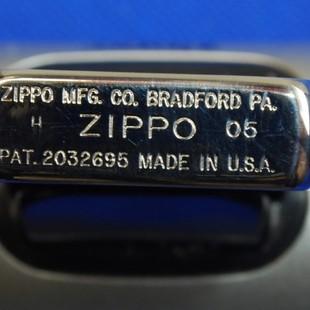 ZIPPO MFG. CO. BRADFORD PA.
H ZIPPO 05
PAT. 2032695 MADE IN U.S.A.